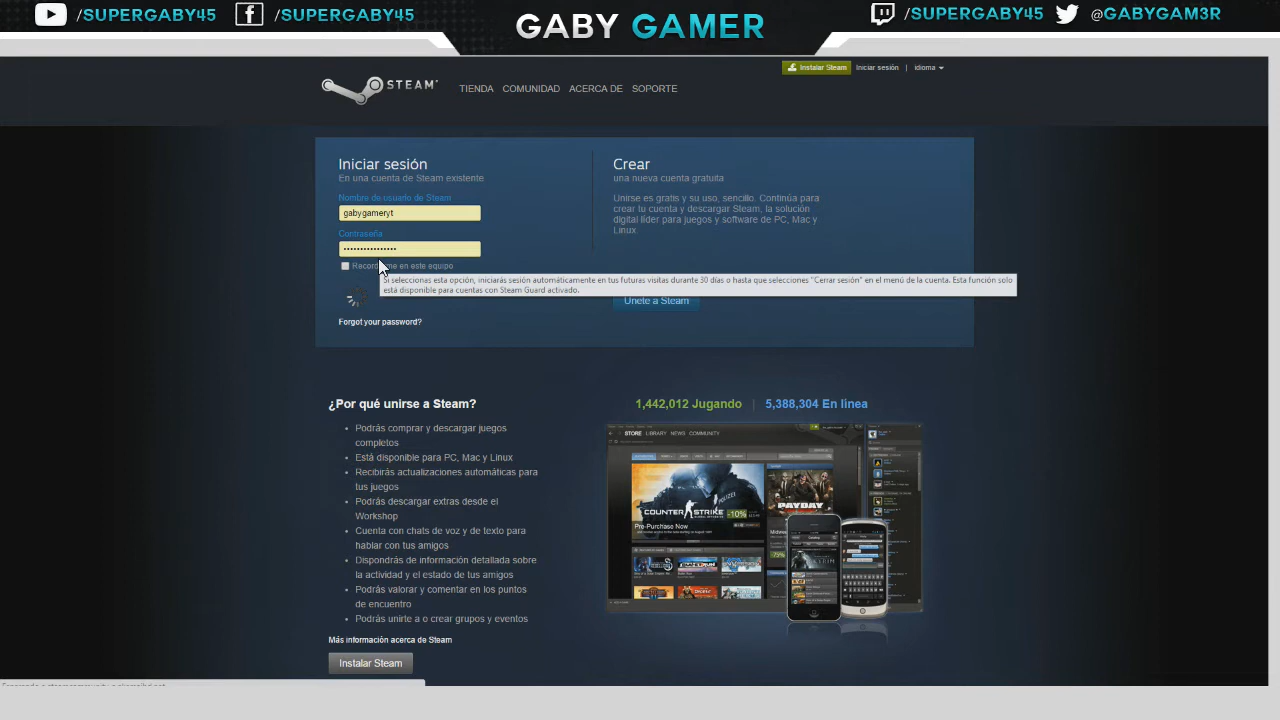 /SUPERGABY45
/SUPERGABY45
GABY GAMER
/SUPERGABY45
@GABYGAM3R
Instalar Steam
Iniciar sesión
|
idioma
STEAM
TIENDA
COMUNIDAD
ACERCA DE
SOPORTE
Iniciar sesión
En una cuenta de Steam existente
Nombre de usuario de Steam
gabygameryt
Contraseña
••••••••••••••••
en este equipo
Si seleccionas esta opción, iniciarás sesión automáticamente en tus futuras visitas durante 30 días o hasta que selecciones "Cerrar sesión" en el menú de la cuenta. Esta función solo
está disponible para cuentas con Steam Guard activado.
Forgot your password?
Crear
una nueva cuenta gratuita
Unirse es gratis y su uso, sencillo. Continúa para
crear tu cuenta y descargar Steam, la solución
digital líder para juegos y software de PC, Mac y
Linux
Únete a Steam
¿Por qué unirse a Steam?
Podrás comprar y descargar juegos
completos
Está disponible para PC, Mac y Linux
Recibirás actualizaciones automáticas para
tus juegos
Podrás descargar extras desde el
Workshop
Cuenta con chats de voz y de texto para
hablar con tus amigos
Dispondrás de información detallada sobre
la actividad y el estado de tus amigos
Podrás valorar y comentar en los puntos
de encuentro
Podrás unirte a o crear grupos y eventos
Más información acerca de Steam
Instalar Steam
1,442,012 Jugando | 5,388,304 En línea
STORE LIBRARY NEWS COMMUNITY
POLIZEI
COUNTER STRIKE
-10%
Pre-Purchase Now
PAYDAY
-75%